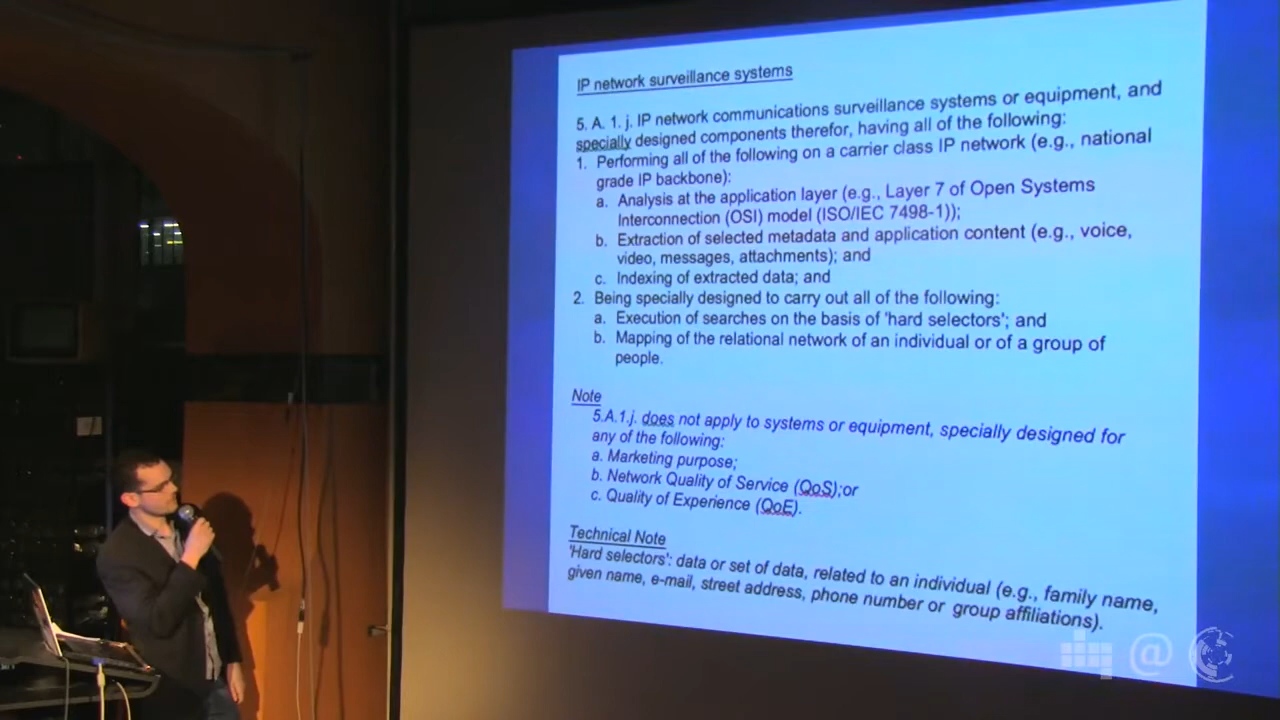 IP network surveillance systems
5. A. 1. j. IP network communications surveillance systems or equipment, and
specially designed components therefor, having all of the following:
1. Performing all of the following on a carrier class IP network (e.g., national
grade IP backbone):
a. Analysis at the application layer (e.g., Layer 7 of Open Systems
Interconnection (OSI) model (ISO/IEC 7498-1));
b. Extraction of selected metadata and application content (e.g., voice,
video, messages, attachments); and
c. Indexing of extracted data; and
2. Being specially designed to carry out all of the following:
a. Execution of searches on the basis of 'hard selectors'; and
b. Mapping of the relational network of an individual or of a group of
people.
Note
5.A.1.j. does not apply to systems or equipment, specially designed for
any of the following:
a. Marketing purpose;
b. Network Quality of Service (QoS);or
c. Quality of Experience (QoE).
Technical Note
'Hard selectors': data or set of data, related to an individual (e.g., family name,
given name, e-mail, street address, phone number or group affiliations).
@